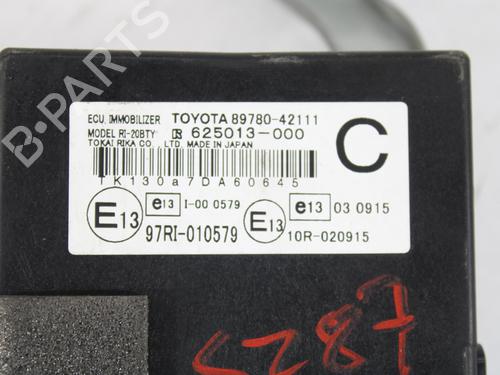 ECU, IMMOBILIZER TOYOTA 89780-42111
MODEL RI-20BTY R 625013-000
TOKAI RIKA CO., LTD. MADE IN JAPAN
C
TK130a7DA60645
E13 e13 I-00 0579
97RI-010579
E13 e13 03 0915
10R-020915
5287
B-PARTS